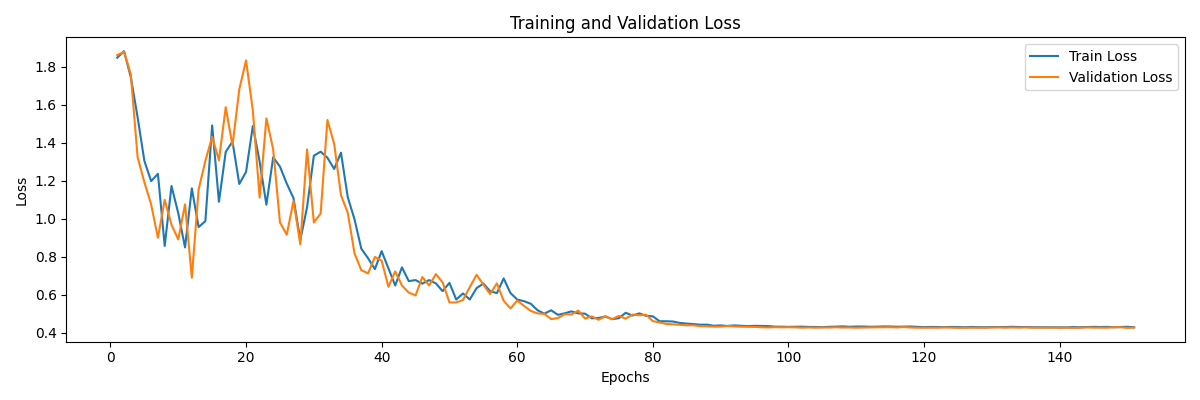 Training and Validation Loss
Train Loss
Validation Loss
Loss
1.8
1.6
1.4
1.2
1.0
0.8
0.6
0.4
0 20 40 60 80 100 120 140
Epochs